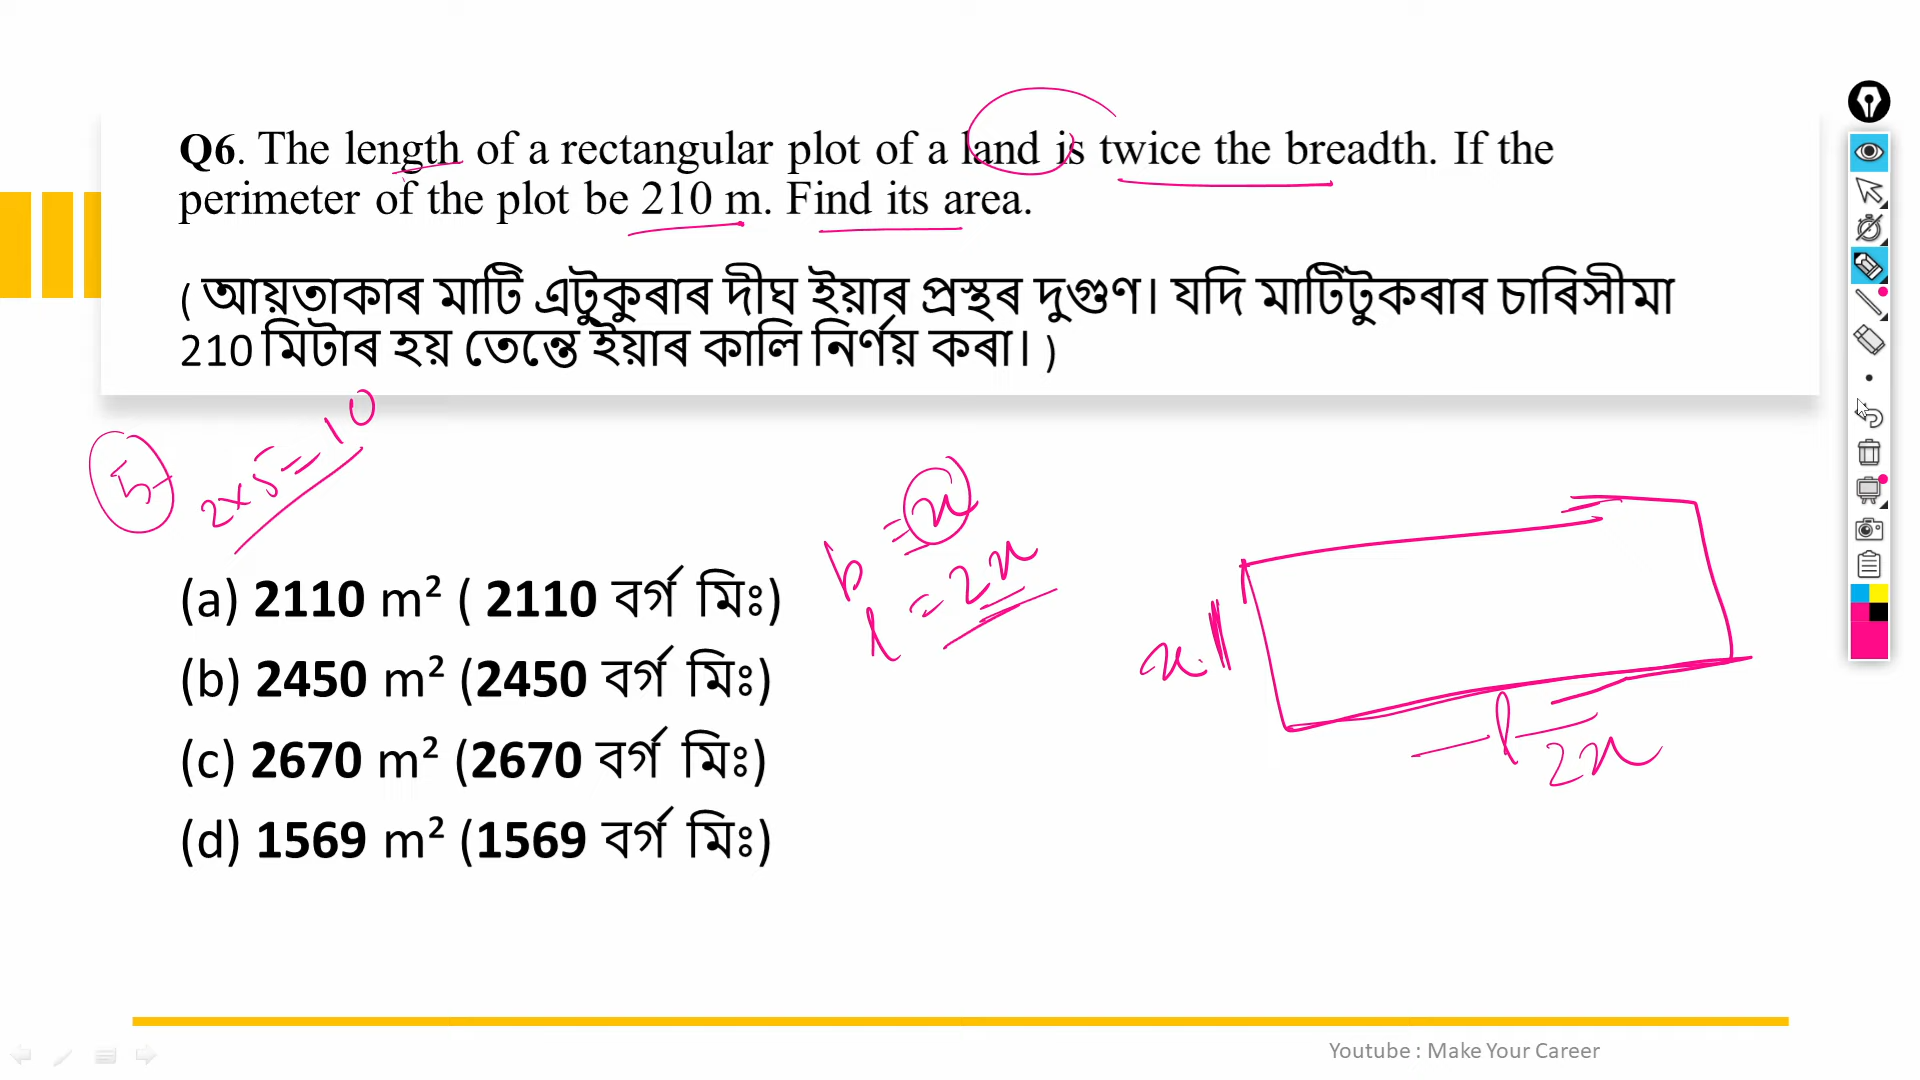 Q6. The length of a rectangular plot of a land is twice the breadth. If the
perimeter of the plot be 210 m. Find its area.
( আয়তাকাৰ মাটি এটুকুৰাৰ দীঘ ইয়াৰ প্ৰস্থৰ দুগুণ। যদি মাটিটুকৰাৰ চাৰিসীমা
210 মিটাৰ হয় তেন্তে ইয়াৰ কালি নিৰ্ণয় কৰা। )
5
2x5=10
b = x
l = 2x
(a) 2110 m² ( 2110 বৰ্গ মিঃ)
(b) 2450 m² (2450 বৰ্গ মিঃ)
(c) 2670 m² (2670 বৰ্গ মিঃ)
(d) 1569 m² (1569 বৰ্গ মিঃ)
x
l
2x
Youtube : Make Your Career